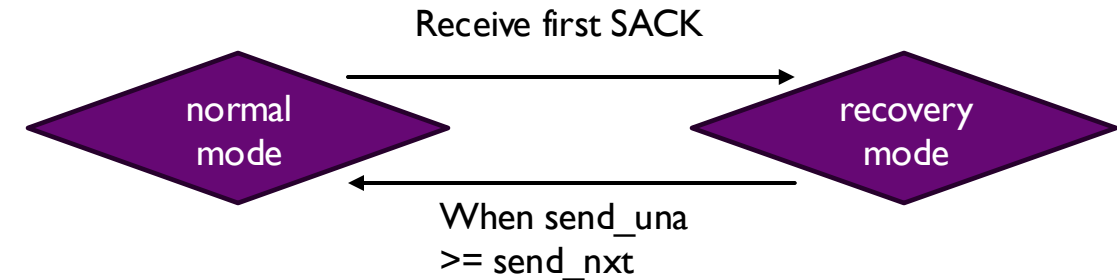 Receive first SACK
normal
mode
recovery
mode
When send_una
>= send_nxt